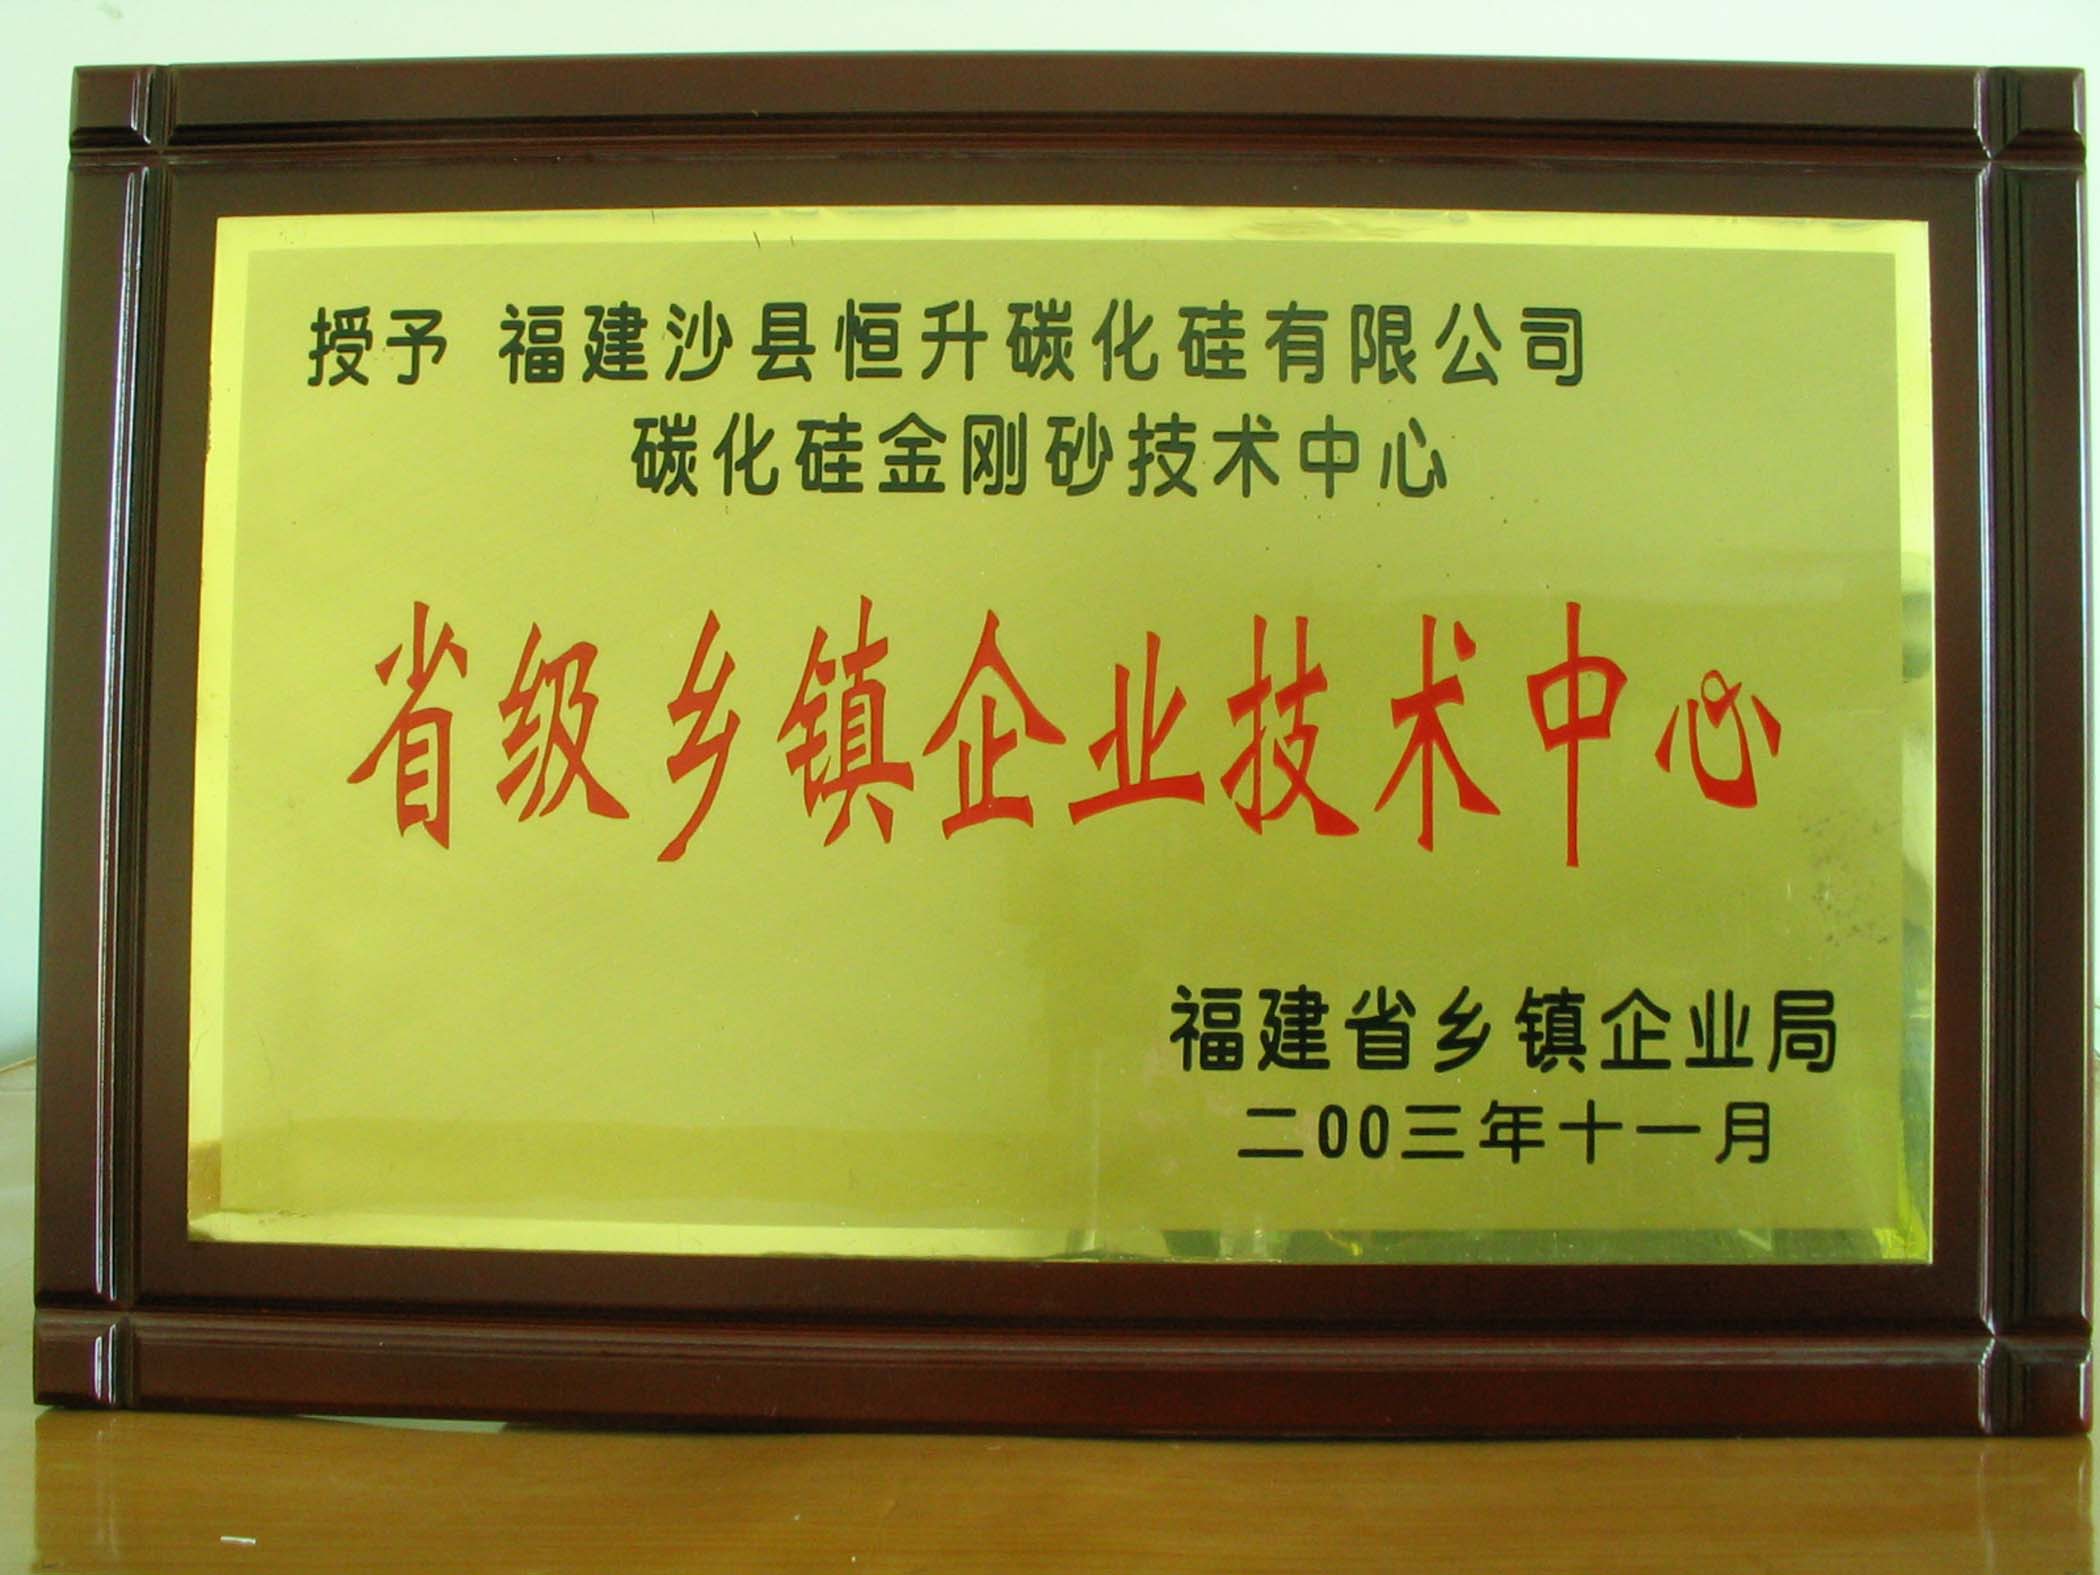 授予 福建沙县恒升碳化硅有限公司
碳化硅金刚砂技术中心
省级乡镇企业技术中心
福建省乡镇企业局
二00三年十一月